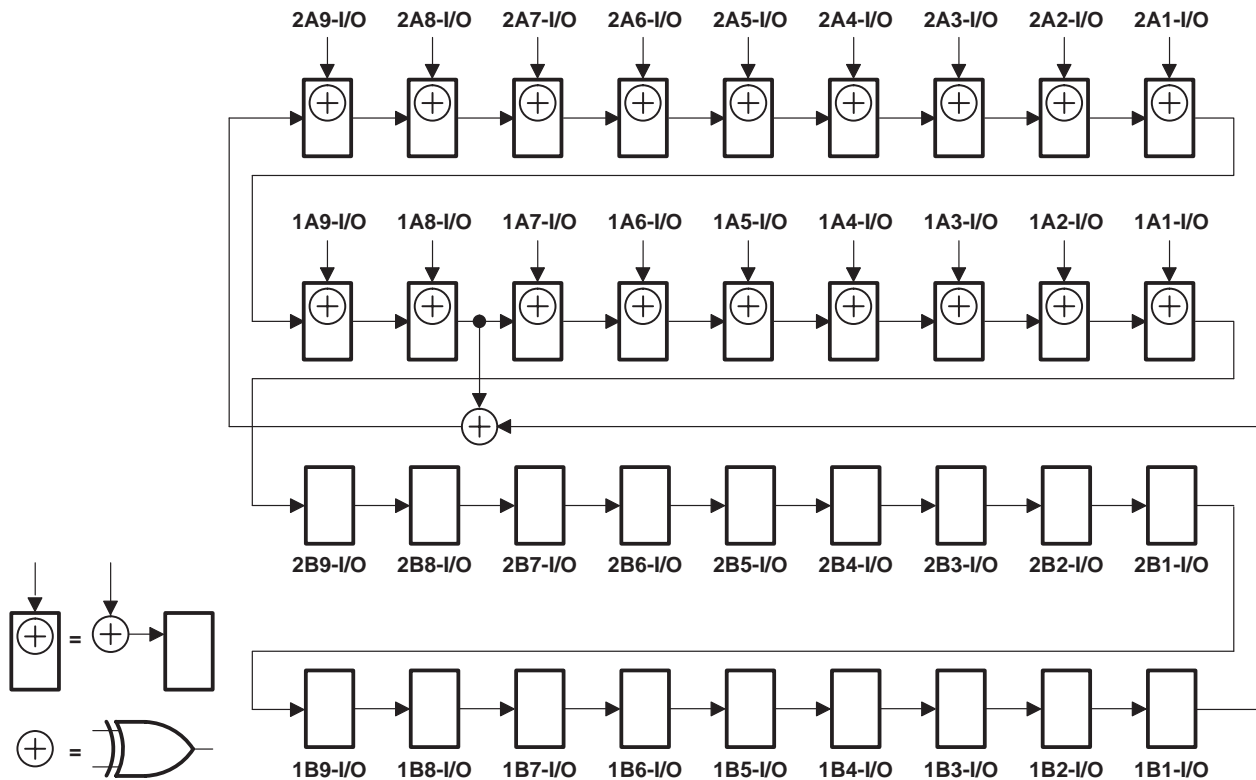 2A9-I/O 2A8-I/O 2A7-I/O 2A6-I/O 2A5-I/O 2A4-I/O 2A3-I/O 2A2-I/O 2A1-I/O
1A9-I/O 1A8-I/O 1A7-I/O 1A6-I/O 1A5-I/O 1A4-I/O 1A3-I/O 1A2-I/O 1A1-I/O
2B9-I/O 2B8-I/O 2B7-I/O 2B6-I/O 2B5-I/O 2B4-I/O 2B3-I/O 2B2-I/O 2B1-I/O
=
=
1B9-I/O 1B8-I/O 1B7-I/O 1B6-I/O 1B5-I/O 1B4-I/O 1B3-I/O 1B2-I/O 1B1-I/O